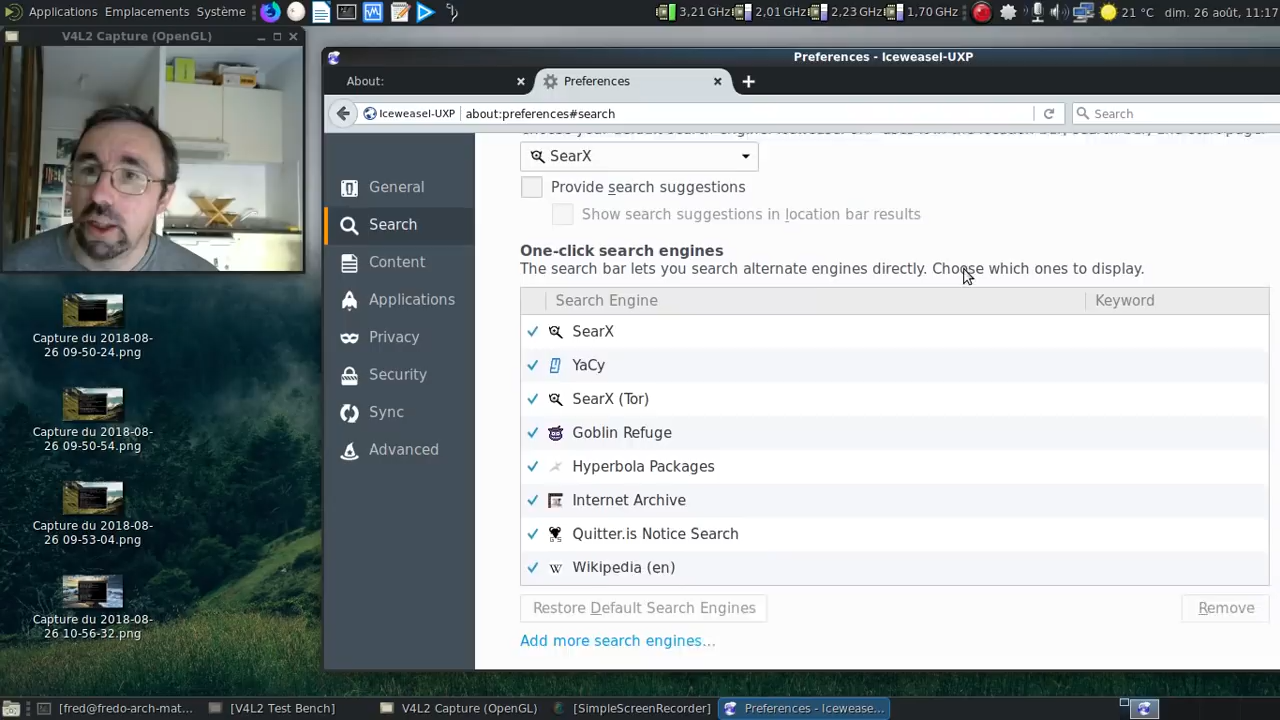 Applications Emplacements Système
3,21 GHz 2,01 GHz 2,23 GHz 1,70 GHz 21 °C dim. 26 août, 11:17
V4L2 Capture (OpenGL)
Preferences - Iceweasel-UXP
About:
Preferences
Iceweasel-UXP about:preferences#search
Search
SearX
Provide search suggestions
Show search suggestions in location bar results
General
Search
Content
Applications
Privacy
Security
Sync
Advanced
One-click search engines
The search bar lets you search alternate engines directly. Choose which ones to display.
Search Engine Keyword
SearX
YaCy
SearX (Tor)
Goblin Refuge
Hyperbola Packages
Internet Archive
Quitter.is Notice Search
W Wikipedia (en)
Restore Default Search Engines
Remove
Add more search engines...
Capture du 2018-08-
26 09-50-24.png
Capture du 2018-08-
26 09-50-54.png
Capture du 2018-08-
26 09-53-04.png
Capture du 2018-08-
26 10-56-32.png
[fred@fredo-arch-mat... [V4L2 Test Bench] V4L2 Capture (OpenGL) [SimpleScreenRecorder] Preferences - Icewease...